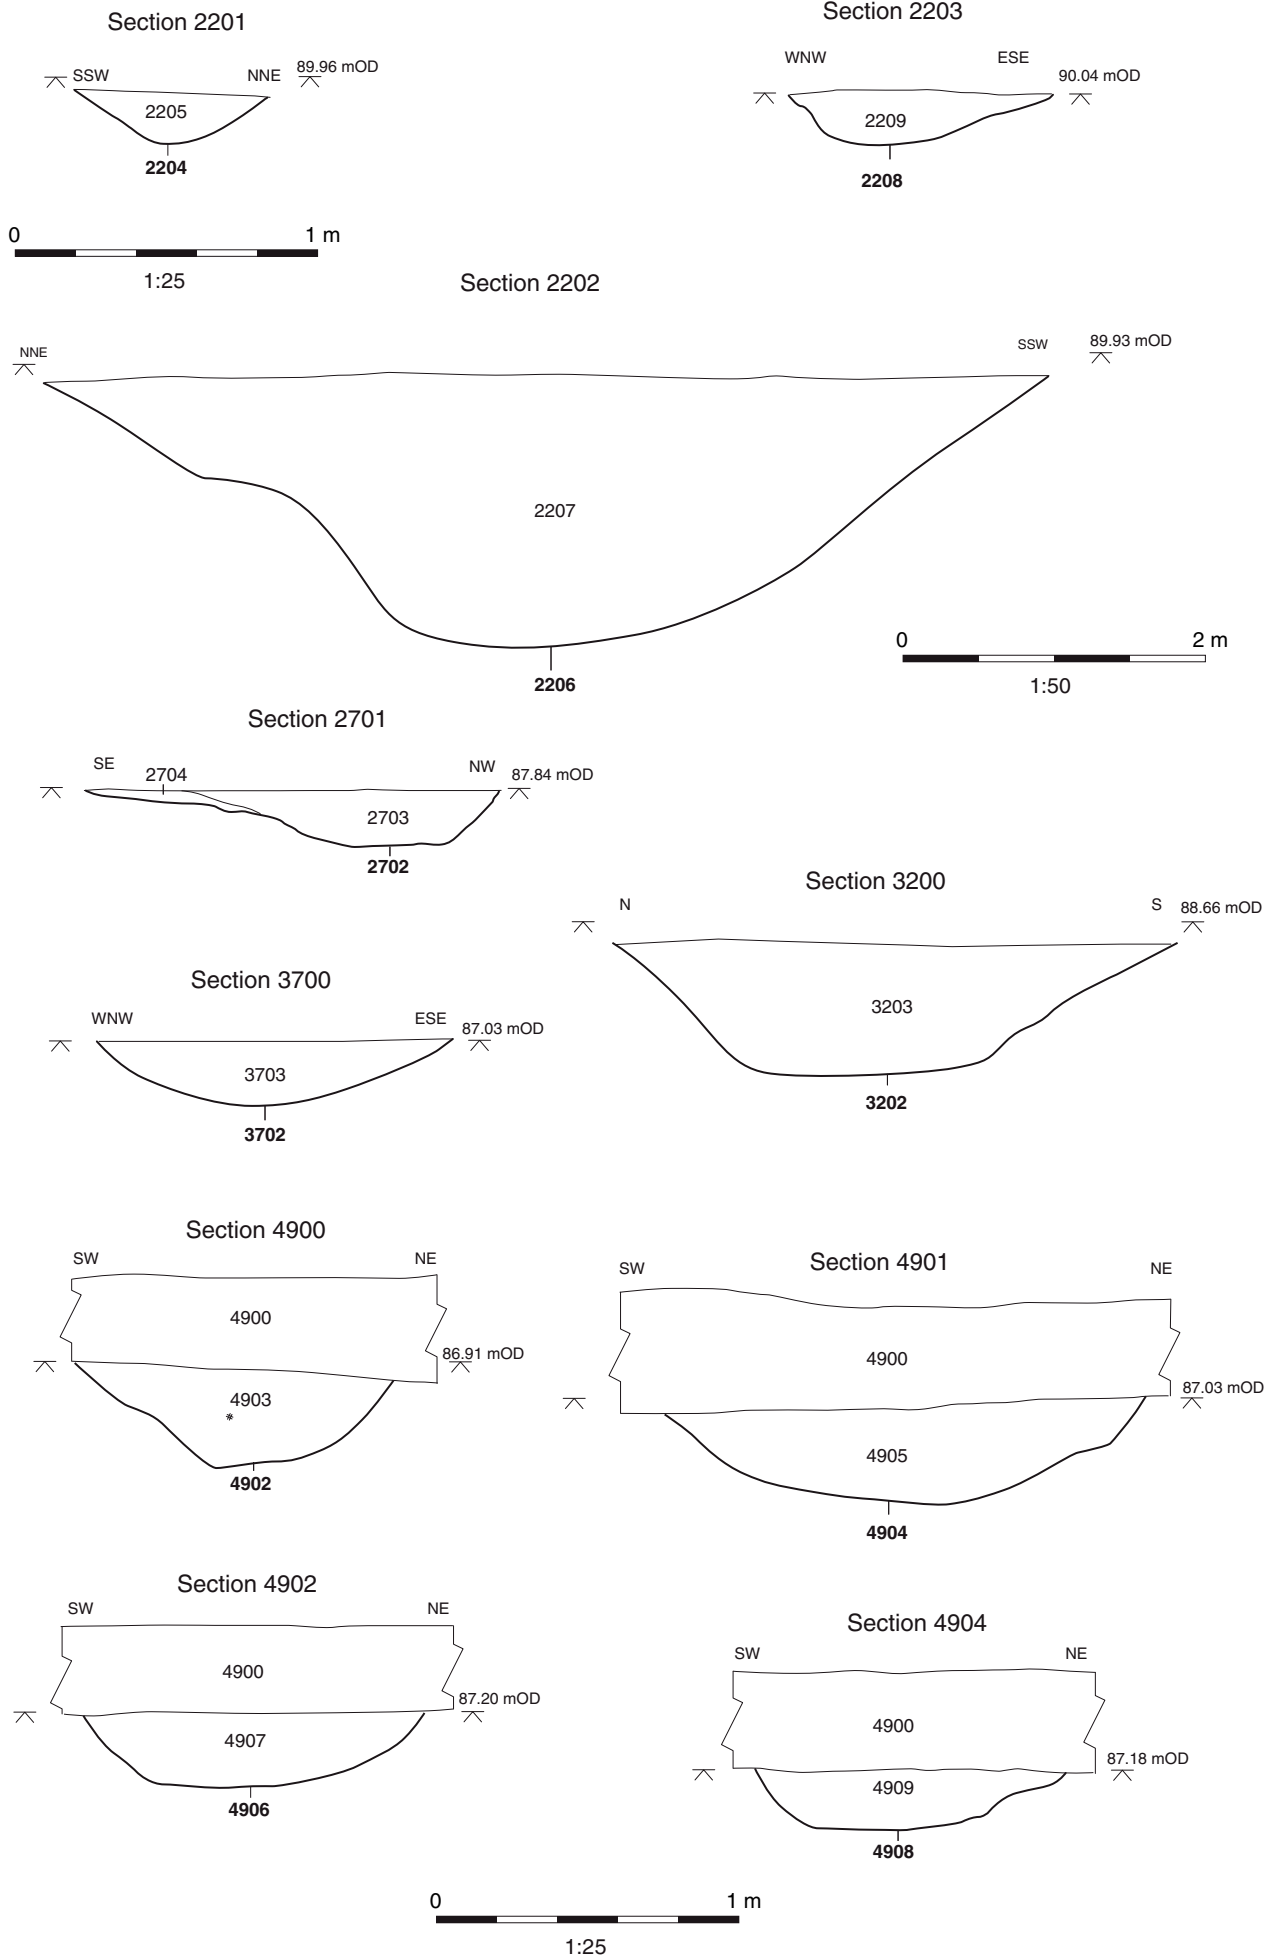 Section 2201
SSW NNE 89.96 mOD
2205
2204
Section 2203
WNW ESE
90.04 mOD
2209
2208
0 1 m
1:25
Section 2202
NNE SSW 89.93 mOD
2207
2206
0 2 m
1:50
Section 2701
SE 2704 NW 87.84 mOD
2703
2702
Section 3200
N S 88.66 mOD
3203
3202
Section 3700
WNW ESE 87.03 mOD
3703
3702
Section 4900
SW NE
4900
86.91 mOD
4903
4902
Section 4901
SW NE
4900
87.03 mOD
4905
4904
Section 4902
SW NE
4900
87.20 mOD
4907
4906
Section 4904
SW NE
4900
87.18 mOD
4909
4908
0 1 m
1:25